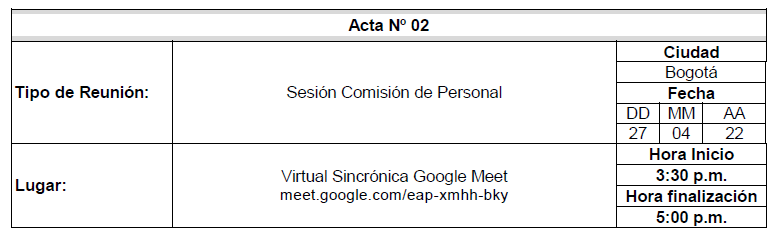 Acta Nº 02
Tipo de Reunión:
Sesión Comisión de Personal
Ciudad
Bogotá
Fecha
DD MM AA
27 04 22
Lugar:
Virtual Sincrónica Google Meet
meet.google.com/eap-xmhh-bky
Hora Inicio
3:30 p.m.
Hora finalización
5:00 p.m.